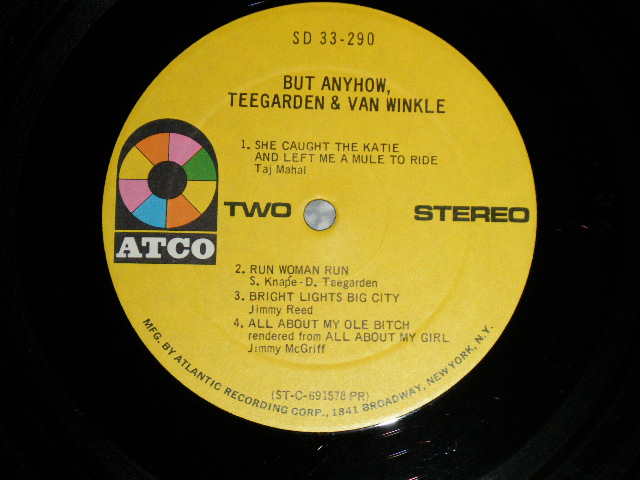 SD 33-290
BUT ANYHOW,
TEEGARDEN & VAN WINKLE
1. SHE CAUGHT THE KATIE
AND LEFT ME A MULE TO RIDE
Taj Mahal
TWO
STEREO
ATCO
2. RUN WOMAN RUN
S. Knape - D. Teegarden
3. BRIGHT LIGHTS BIG CITY
Jimmy Reed
4. ALL ABOUT MY OLE BITCH
rendered from ALL ABOUT MY GIRL
Jimmy McGriff
(ST-C-691578 PR)
MFG. BY ATLANTIC RECORDING CORP., 1841 BROADWAY, NEW YORK, N.Y.